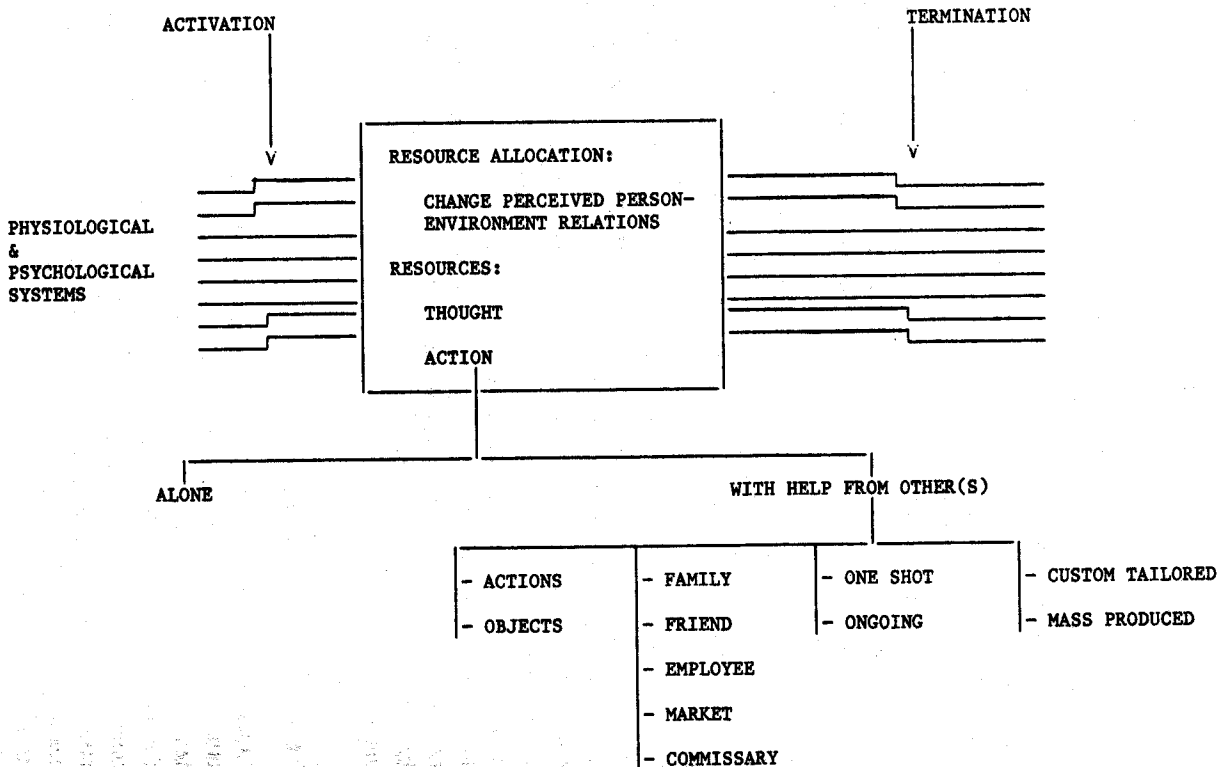 ACTIVATION
TERMINATION
RESOURCE ALLOCATION:
CHANGE PERCEIVED PERSON-
ENVIRONMENT RELATIONS
RESOURCES:
THOUGHT
ACTION
PHYSIOLOGICAL
&
PSYCHOLOGICAL
SYSTEMS
ALONE
WITH HELP FROM OTHER(S)
- ACTIONS
- OBJECTS
- FAMILY
- FRIEND
- EMPLOYEE
- MARKET
- COMMISSARY
- ONE SHOT
- ONGOING
- CUSTOM TAILORED
- MASS PRODUCED